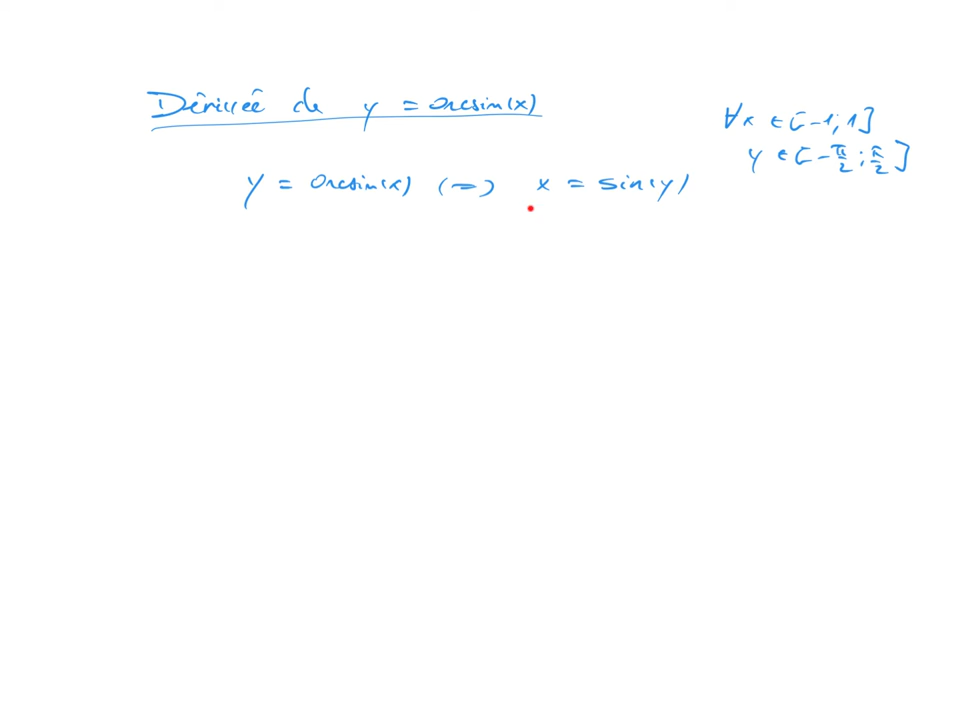 Dérivée de y = arcsin(x)
∀x ∈ [-1; 1]
y ∈ [-π/2 ; π/2]
y = arcsin(x) (=) x = sin(y)